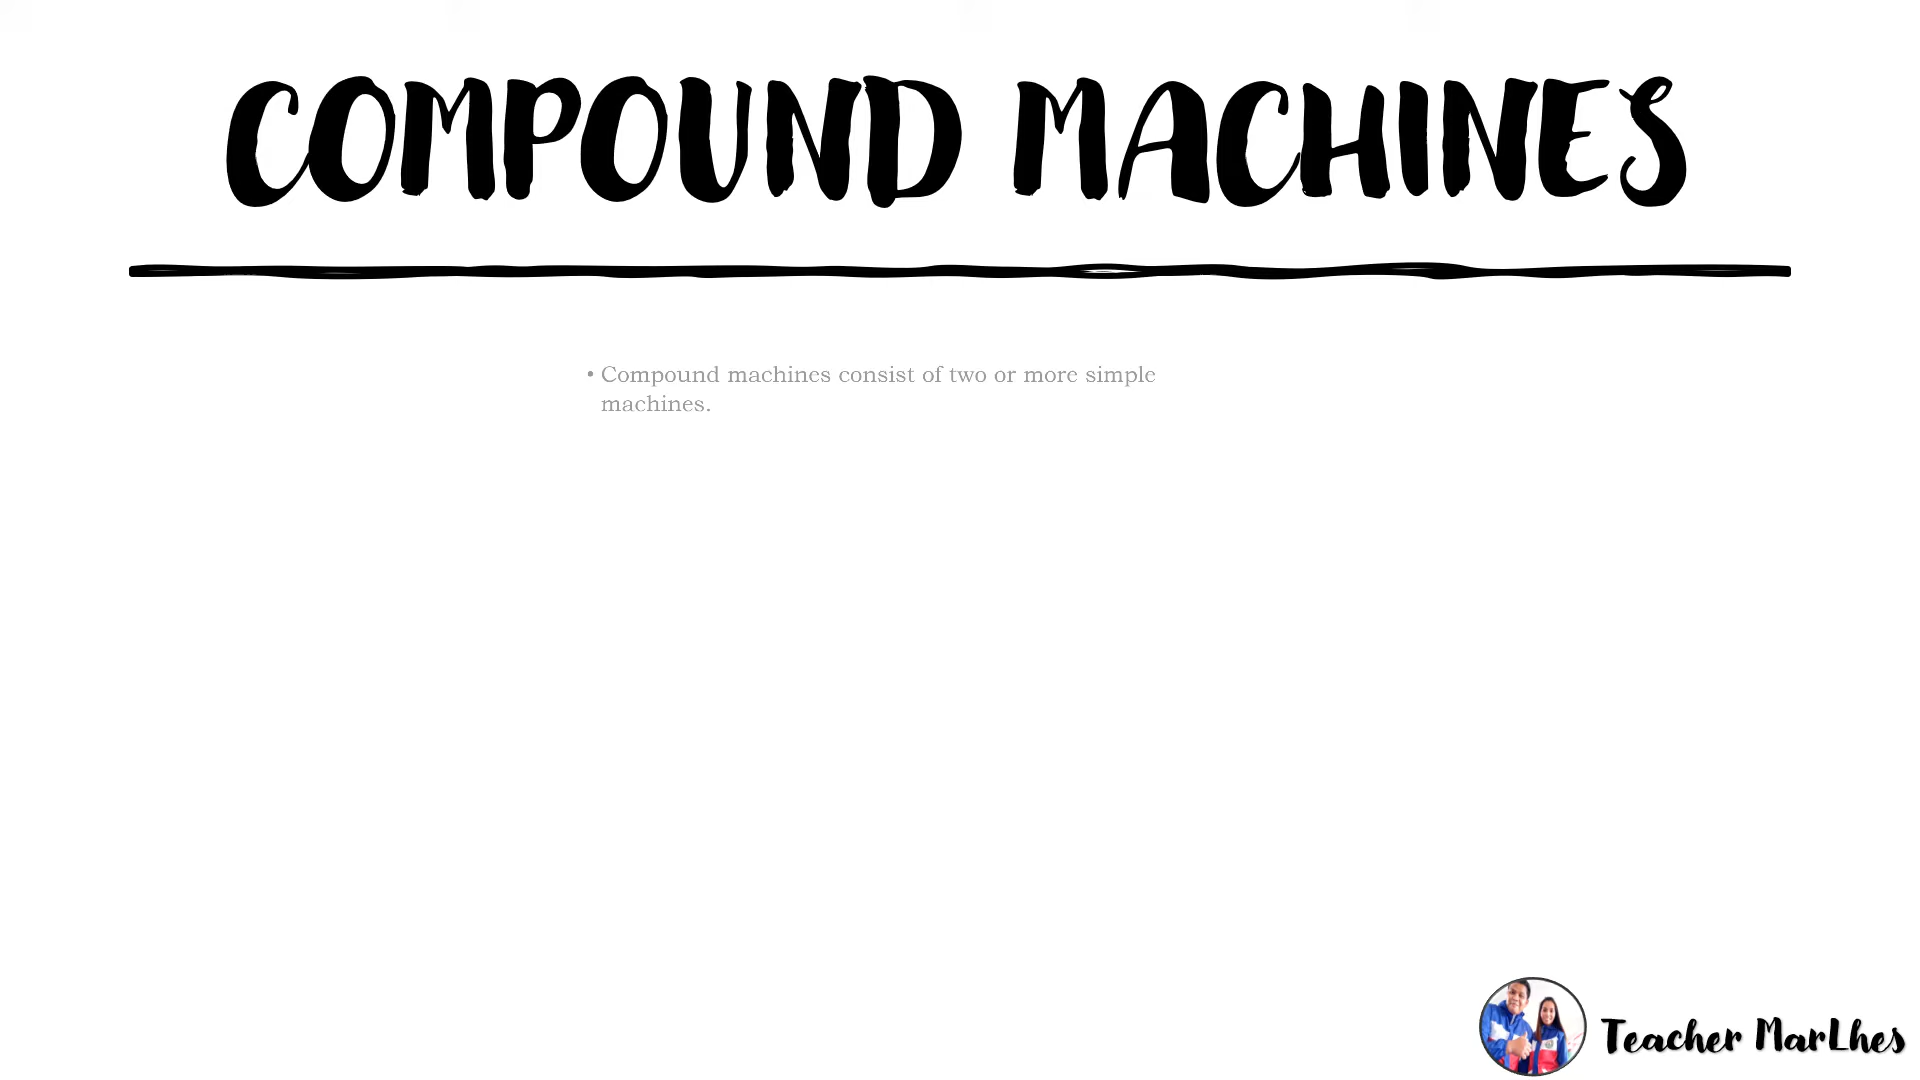 COMPOUND MACHINES
• Compound machines consist of two or more simple
machines.
Teacher MarLhes